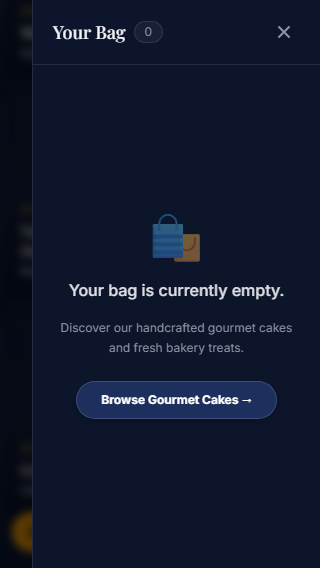 Your Bag 0 ✕
Your bag is currently empty.
Discover our handcrafted gourmet cakes
and fresh bakery treats.
Browse Gourmet Cakes →